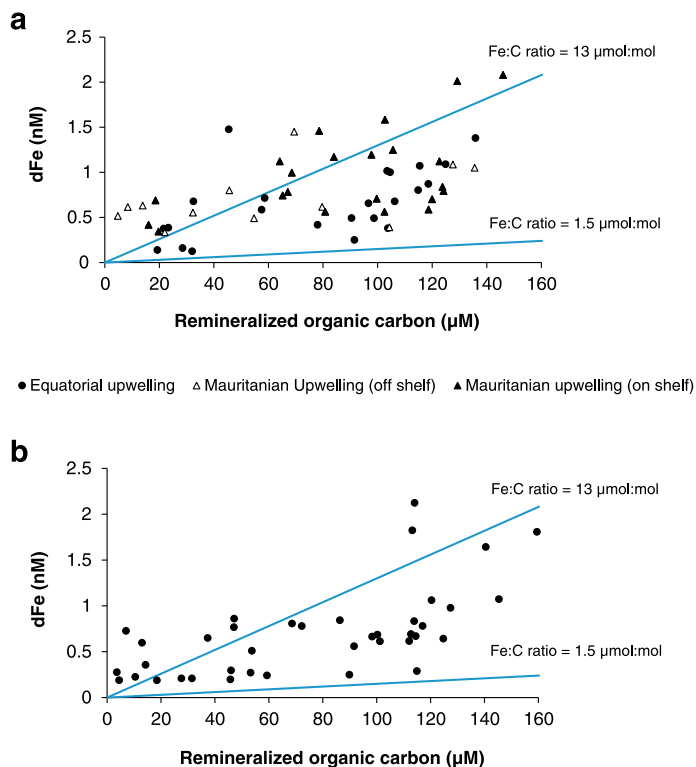 a
2.5
Fe:C ratio = 13 µmol:mol
2
1.5
dFe (nM)
1
0.5
Fe:C ratio = 1.5 µmol:mol
0
0 20 40 60 80 100 120 140 160
Remineralized organic carbon (µM)
Equatorial upwelling Mauritanian Upwelling (off shelf) Mauritanian upwelling (on shelf)
b
2.5
Fe:C ratio = 13 µmol:mol
2
1.5
dFe (nM)
1
0.5
Fe:C ratio = 1.5 µmol:mol
0
0 20 40 60 80 100 120 140 160
Remineralized organic carbon (µM)